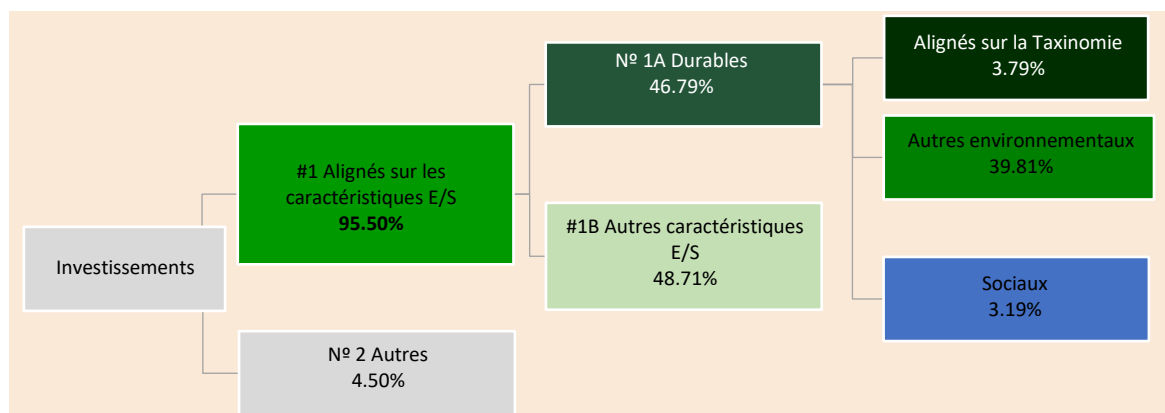 Investissements
#1 Alignés sur les
caractéristiques E/S
95.50%
Nº 2 Autres
4.50%
Nº 1A Durables
46.79%
#1B Autres caractéristiques
E/S
48.71%
Alignés sur la Taxinomie
3.79%
Autres environnementaux
39.81%
Sociaux
3.19%